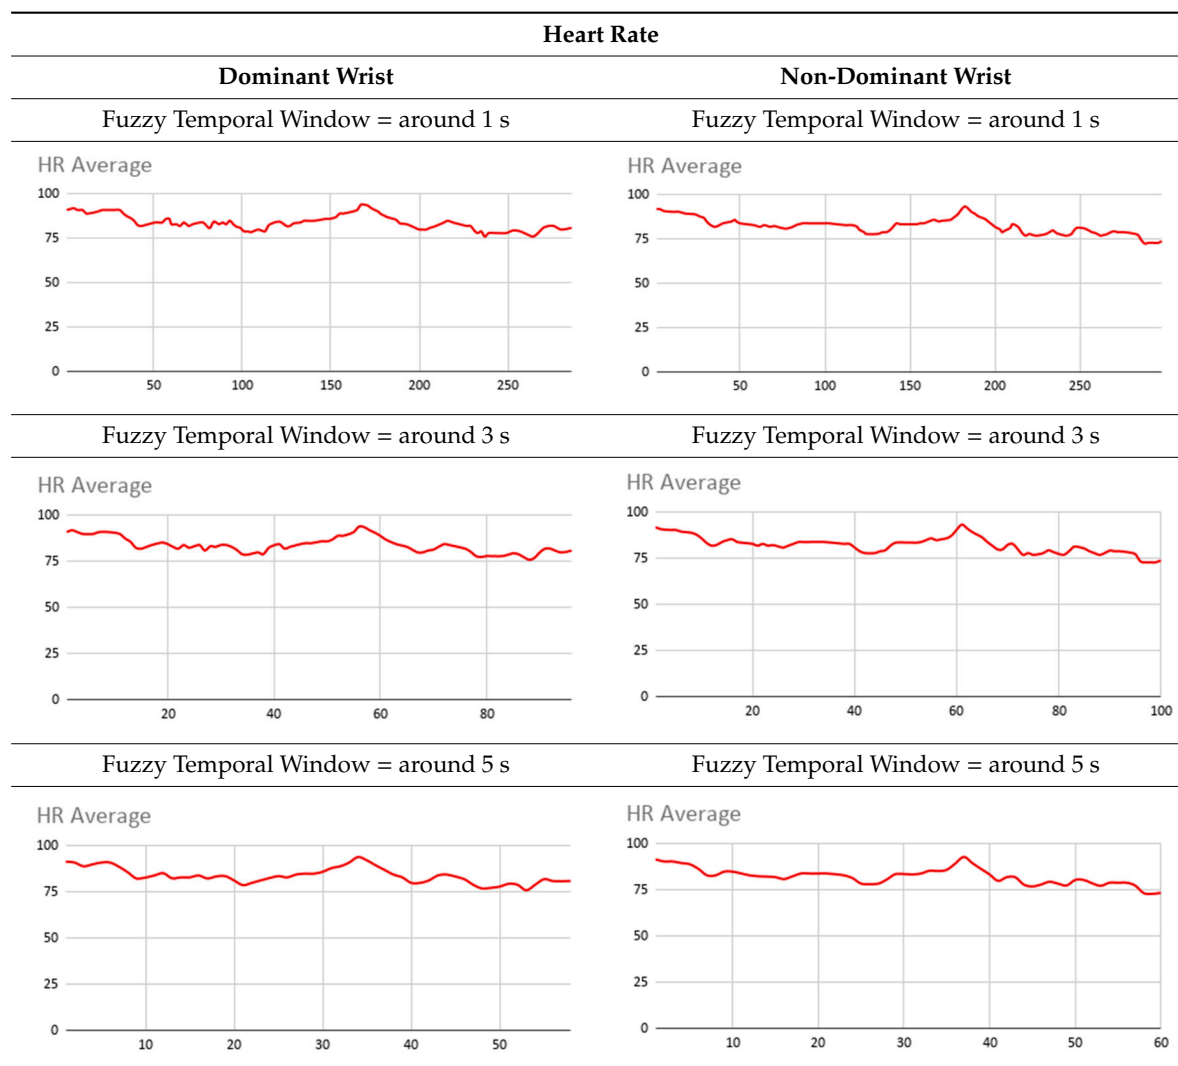 Heart Rate
Dominant Wrist Non-Dominant Wrist
Fuzzy Temporal Window = around 1 s Fuzzy Temporal Window = around 1 s
HR Average
100
75
50
25
0
50 100 150 200 250
HR Average
100
75
50
25
0
50 100 150 200 250
Fuzzy Temporal Window = around 3 s Fuzzy Temporal Window = around 3 s
HR Average
100
75
50
25
0
20 40 60 80
HR Average
100
75
50
25
0
20 40 60 80 100
Fuzzy Temporal Window = around 5 s Fuzzy Temporal Window = around 5 s
HR Average
100
75
50
25
0
10 20 30 40 50
HR Average
100
75
50
25
0
10 20 30 40 50 60